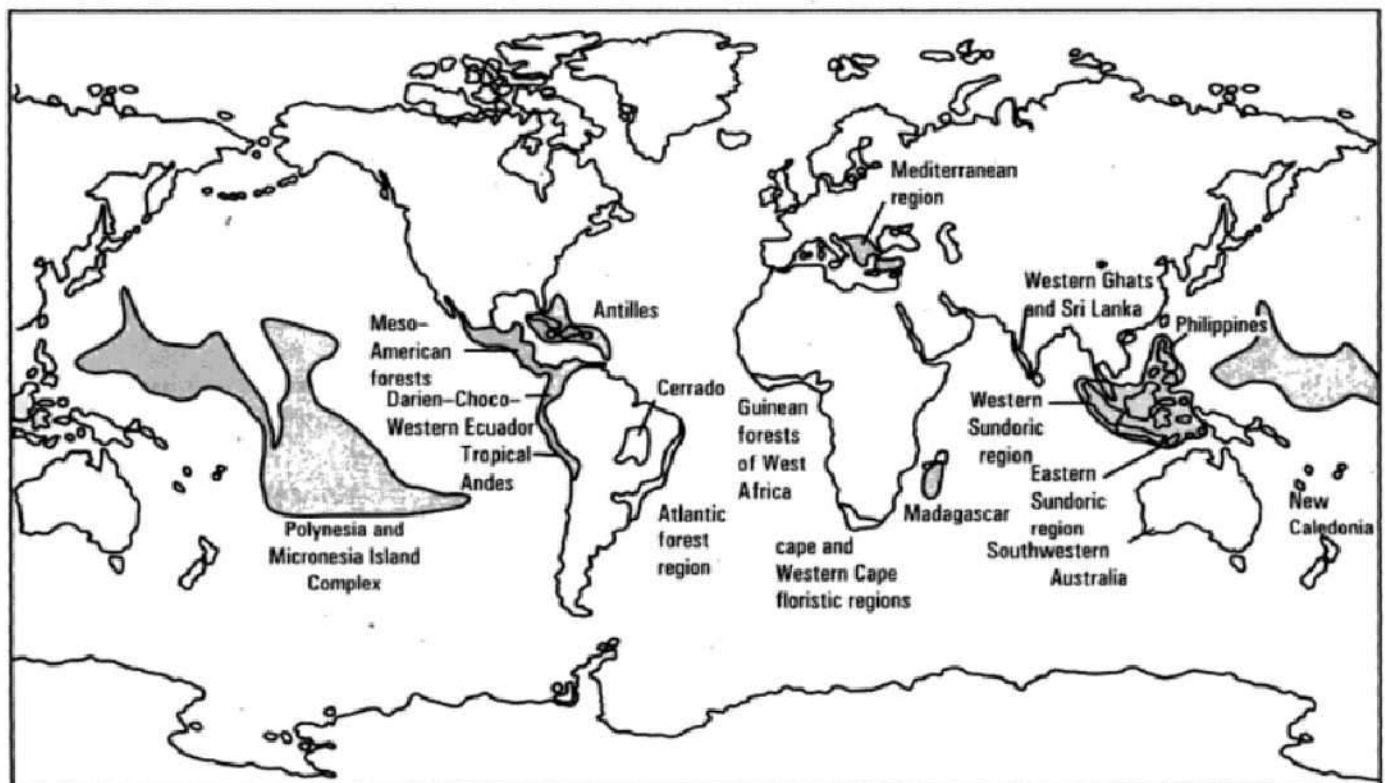 Mediterranean
region
Western Ghats
and Sri Lanka
Philippines
Antilles
Meso–
American
forests
Darien–Choco–
Western Ecuador
Tropical
Andes
Cerrado
Guinean
forests
of West
Africa
Western
Sundoric
region
Eastern
Sundoric
region
Madagascar
New
Caledonia
Southwestern
Australia
Atlantic
forest
region
cape and
Western Cape
floristic regions
Polynesia and
Micronesia Island
Complex